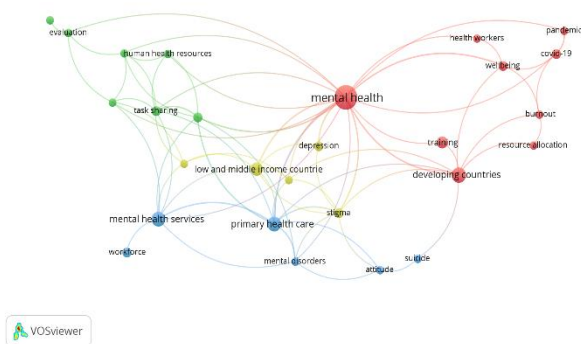 evaluation
pandemic
health workers
human health resources
covid-19
wellbeing
mental health
task sharing
burnout
training
resource allocation
depression
low and middle income countrie
developing countries
stigma
mental health services
primary health care
workforce
mental disorders
suicide
attitude
VOSviewer